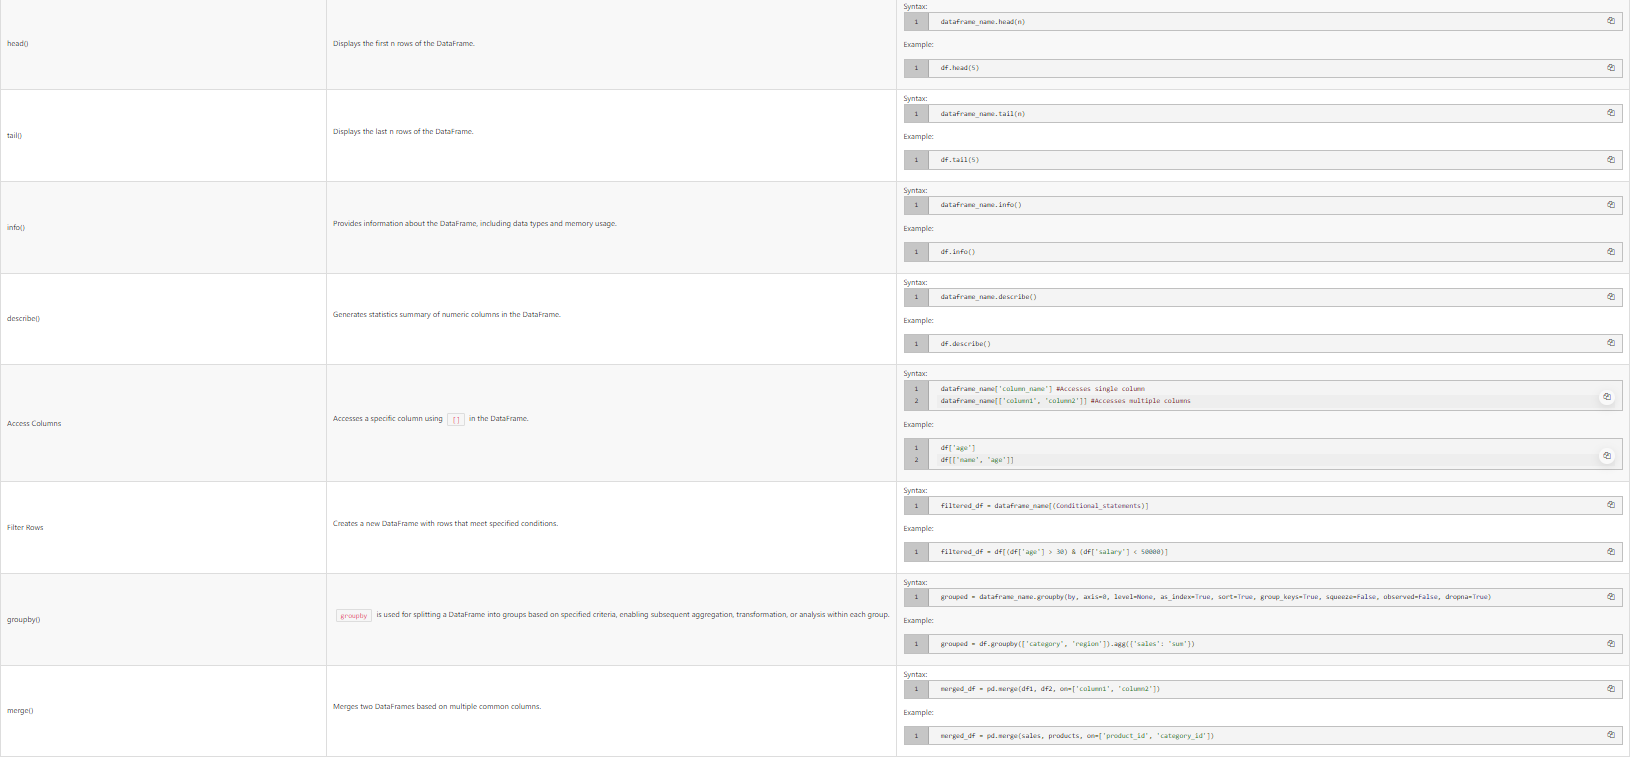 head()
Displays the first n rows of the DataFrame.
Syntax:
1 dataframe_name.head(n)
Example:
1 df.head(5)
tail()
Displays the last n rows of the DataFrame.
Syntax:
1 dataframe_name.tail(n)
Example:
1 df.tail(5)
info()
Provides information about the DataFrame, including data types and memory usage.
Syntax:
1 dataframe_name.info()
Example:
1 df.info()
describe()
Generates statistics summary of numeric columns in the DataFrame.
Syntax:
1 dataframe_name.describe()
Example:
1 df.describe()
Access Columns
Accesses a specific column using [] in the DataFrame.
Syntax:
1 dataframe_name['column_name'] #Accesses single column
2 dataframe_name[['column1', 'column2']] #Accesses multiple columns
Example:
1 df['age']
2 df[['name', 'age']]
Filter Rows
Creates a new DataFrame with rows that meet specified conditions.
Syntax:
1 filtered_df = dataframe_name[(Conditional_statements)]
Example:
1 filtered_df = df[(df['age'] > 30) & (df['salary'] < 50000)]
groupby()
groupby is used for splitting a DataFrame into groups based on specified criteria, enabling subsequent aggregation, transformation, or analysis within each group.
Syntax:
1 grouped = dataframe_name.groupby(by, axis=0, level=None, as_index=True, sort=True, group_keys=True, squeeze=False, observed=False, dropna=True)
Example:
1 grouped = df.groupby(['category', 'region']).agg({'sales': 'sum'})
merge()
Merges two DataFrames based on multiple common columns.
Syntax:
1 merged_df = pd.merge(df1, df2, on=['column1', 'column2'])
Example:
1 merged_df = pd.merge(sales, products, on=['product_id', 'category_id'])